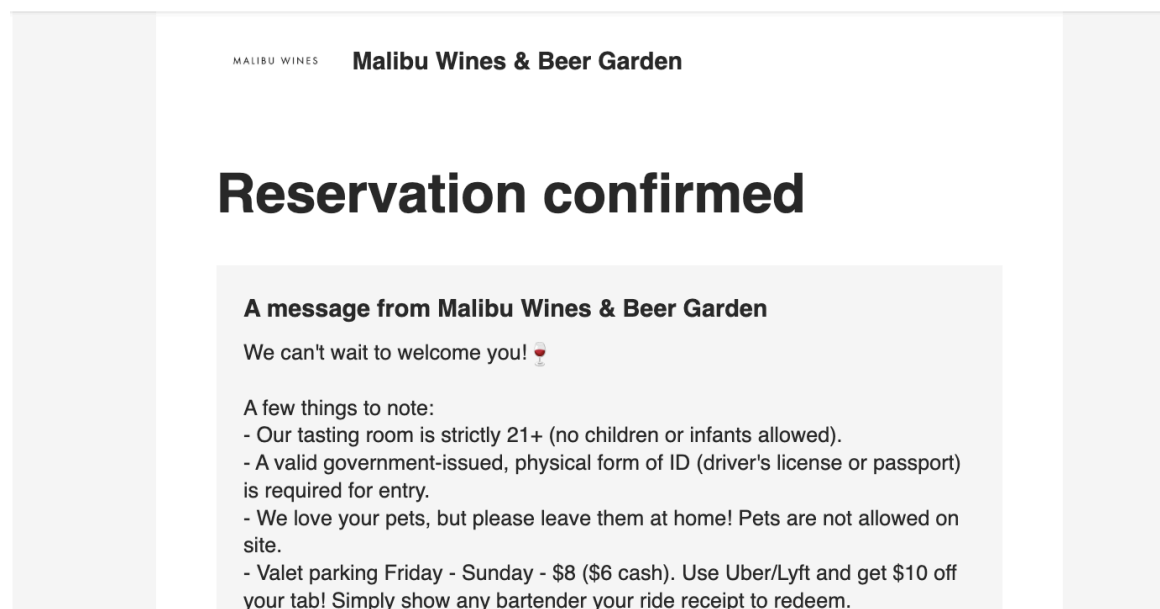 MALIBU WINES Malibu Wines & Beer Garden
Reservation confirmed
A message from Malibu Wines & Beer Garden
We can't wait to welcome you!🍷
A few things to note:
- Our tasting room is strictly 21+ (no children or infants allowed).
- A valid government-issued, physical form of ID (driver's license or passport)
is required for entry.
- We love your pets, but please leave them at home! Pets are not allowed on
site.
- Valet parking Friday - Sunday - $8 ($6 cash). Use Uber/Lyft and get $10 off
your tab! Simply show any bartender your ride receipt to redeem.